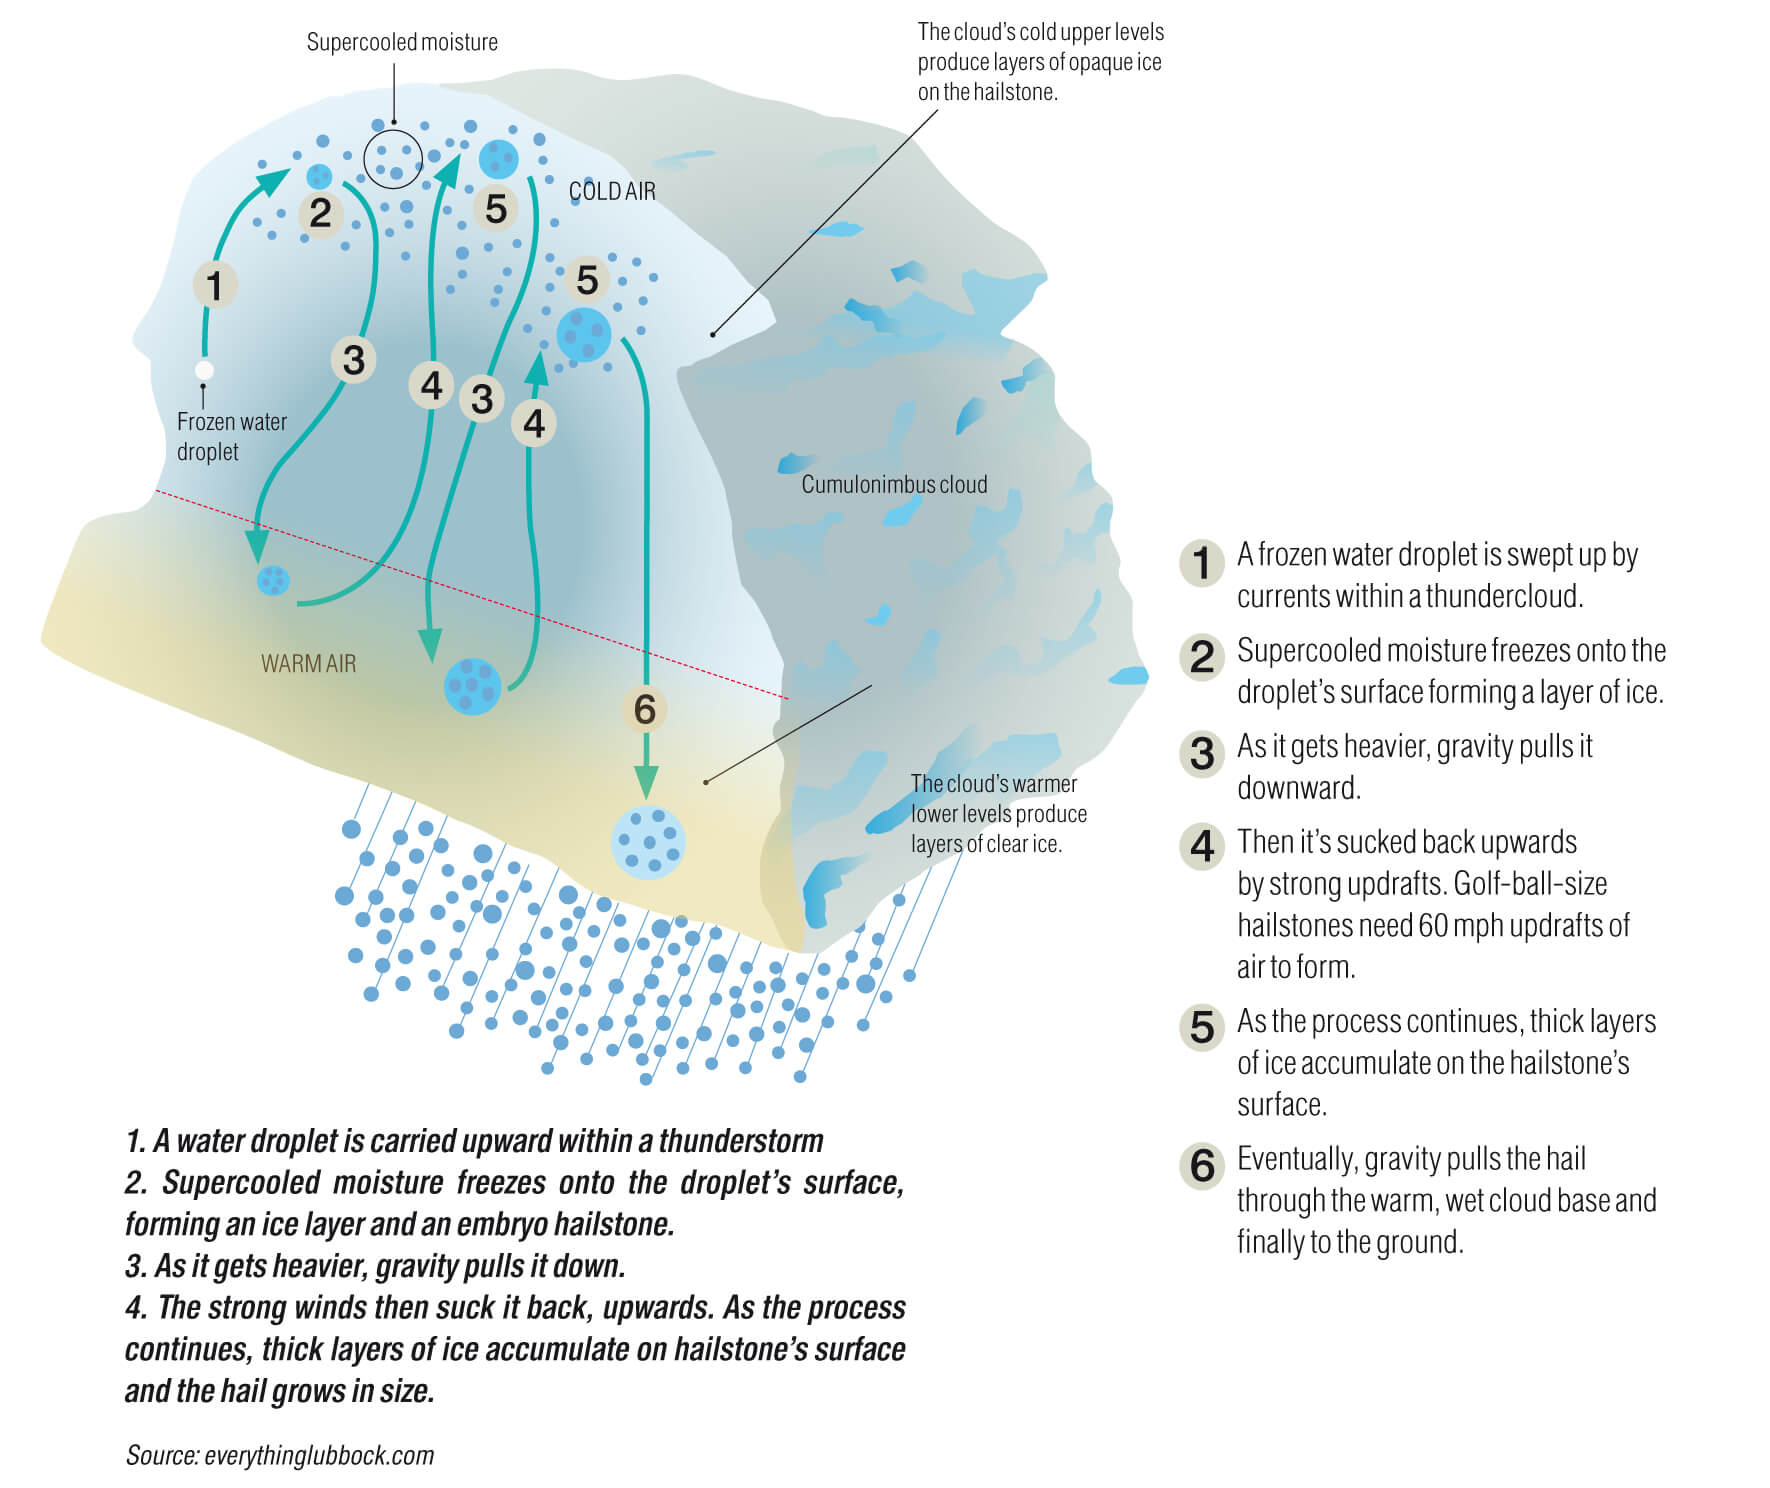 Supercooled moisture
The cloud's cold upper levels
produce layers of opaque ice
on the hailstone.
COLD AIR
2
5
1
5
3
4
3
4
Frozen water
droplet
Cumulonimbus cloud
WARM AIR
6
The cloud's warmer
lower levels produce
layers of clear ice.
1 A frozen water droplet is swept up by
currents within a thundercloud.
2 Supercooled moisture freezes onto the
droplet's surface forming a layer of ice.
3 As it gets heavier, gravity pulls it
downward.
4 Then it's sucked back upwards
by strong updrafts. Golf-ball-size
hailstones need 60 mph updrafts of
air to form.
5 As the process continues, thick layers
of ice accumulate on the hailstone's
surface.
6 Eventually, gravity pulls the hail
through the warm, wet cloud base and
finally to the ground.
1. A water droplet is carried upward within a thunderstorm
2. Supercooled moisture freezes onto the droplet's surface,
forming an ice layer and an embryo hailstone.
3. As it gets heavier, gravity pulls it down.
4. The strong winds then suck it back, upwards. As the process
continues, thick layers of ice accumulate on hailstone's surface
and the hail grows in size.
Source: everythinglubbock.com